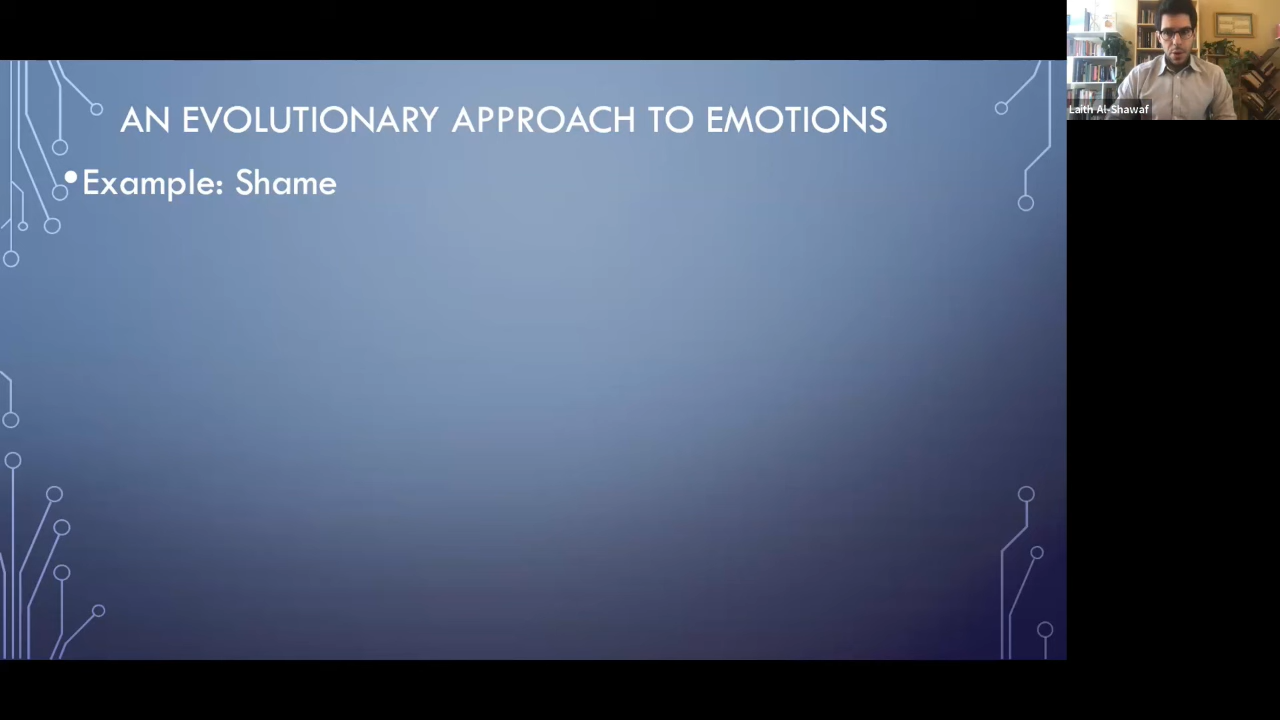 AN EVOLUTIONARY APPROACH TO EMOTIONS
•Example: Shame
Laith Al-Shawaf